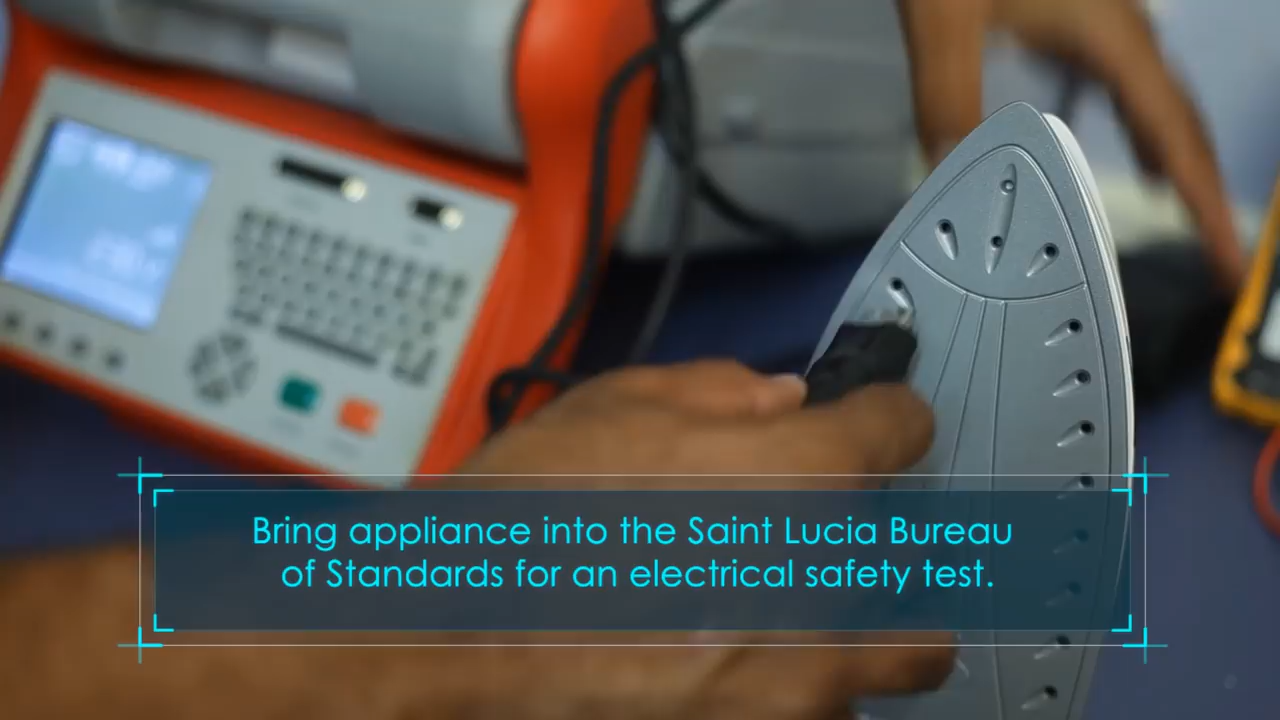 Bring appliance into the Saint Lucia Bureau
of Standards for an electrical safety test.